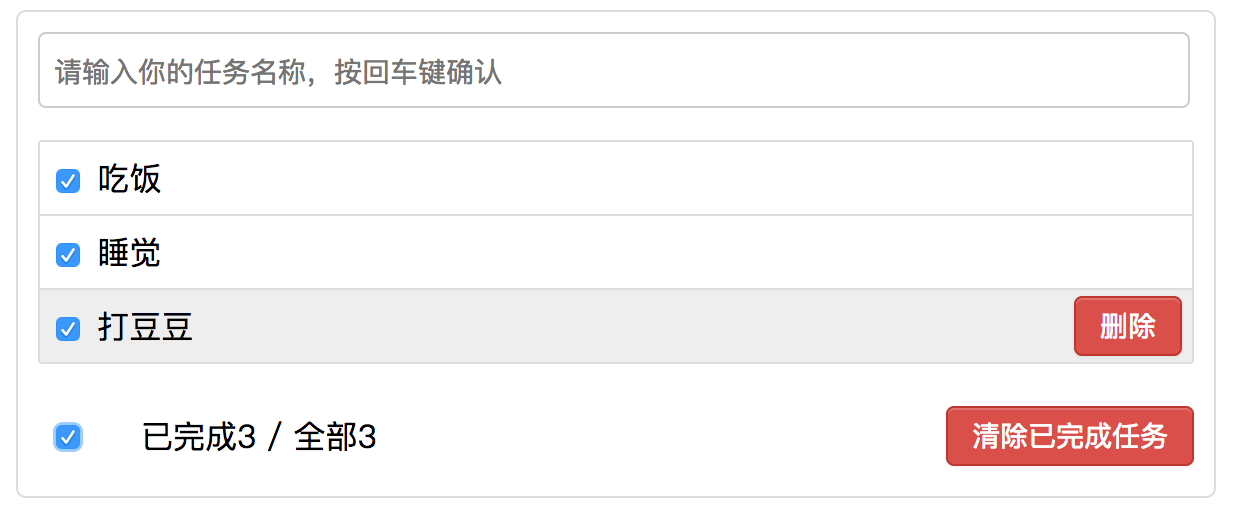 请输入你的任务名称，按回车键确认
吃饭
睡觉
打豆豆 删除
已完成3 / 全部3 清除已完成任务